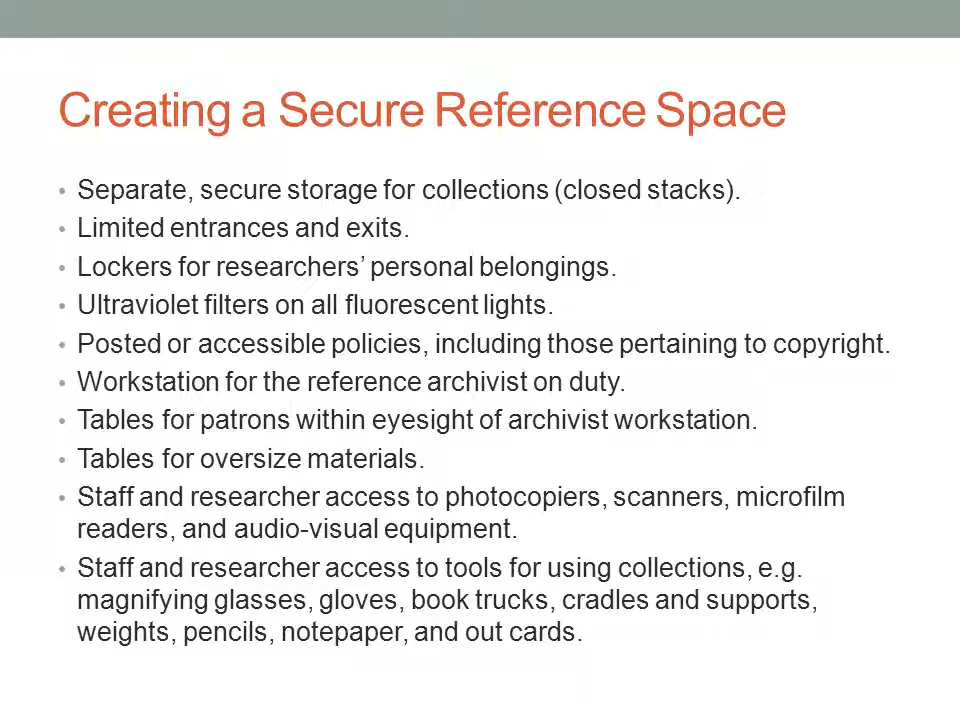 Creating a Secure Reference Space
• Separate, secure storage for collections (closed stacks).
• Limited entrances and exits.
• Lockers for researchers’ personal belongings.
• Ultraviolet filters on all fluorescent lights.
• Posted or accessible policies, including those pertaining to copyright.
• Workstation for the reference archivist on duty.
• Tables for patrons within eyesight of archivist workstation.
• Tables for oversize materials.
• Staff and researcher access to photocopiers, scanners, microfilm
readers, and audio-visual equipment.
• Staff and researcher access to tools for using collections, e.g.
magnifying glasses, gloves, book trucks, cradles and supports,
weights, pencils, notepaper, and out cards.